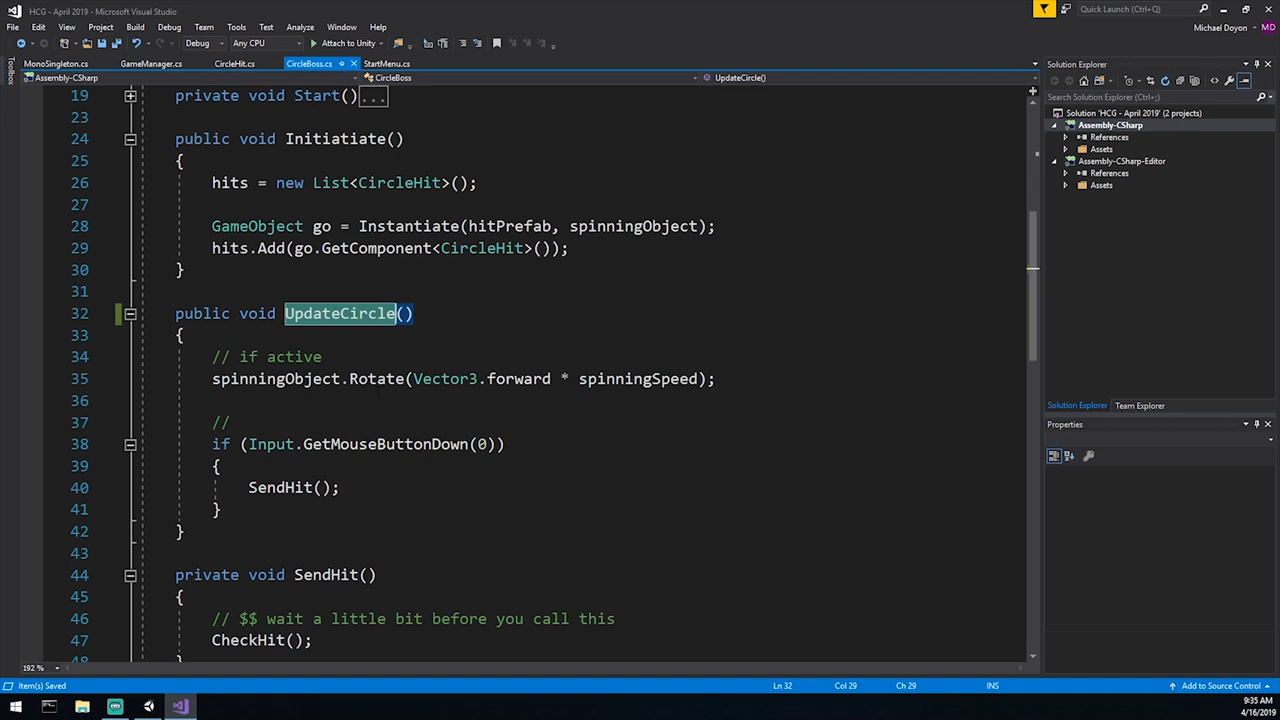 HCG - April 2019 - Microsoft Visual Studio
Quick Launch (Ctrl+;)
File Edit View Project Build Debug Team Tools Test Analyze Window Help
Michael Doyon MD
Debug Any CPU Attach to Unity
Toolbox
MonoSingleton.cs GameManager.cs CircleHit.cs CircleBoss.cs StartMenu.cs
Assembly-CSharp CircleBoss UpdateCircle()
19 private void Start()...
23
24 public void Initiatiate()
25 {
26 hits = new List<CircleHit>();
27
28 GameObject go = Instantiate(hitPrefab, spinningObject);
29 hits.Add(go.GetComponent<CircleHit>());
30 }
31
32 public void UpdateCircle()
33 {
34 // if active
35 spinningObject.Rotate(Vector3.forward * spinningSpeed);
36
37 //
38 if (Input.GetMouseButtonDown(0))
39 {
40 SendHit();
41 }
42 }
43
44 private void SendHit()
45 {
46 // $$ wait a little bit before you call this
47 CheckHit();
48 }
192 %
Solution Explorer
Search Solution Explorer (Ctrl+;)
Solution 'HCG - April 2019' (2 projects)
Assembly-CSharp
References
Assets
Assembly-CSharp-Editor
References
Assets
Solution Explorer Team Explorer
Properties
Item(s) Saved Ln 32 Col 29 Ch 29 INS Add to Source Control
9:35 AM
4/16/2019